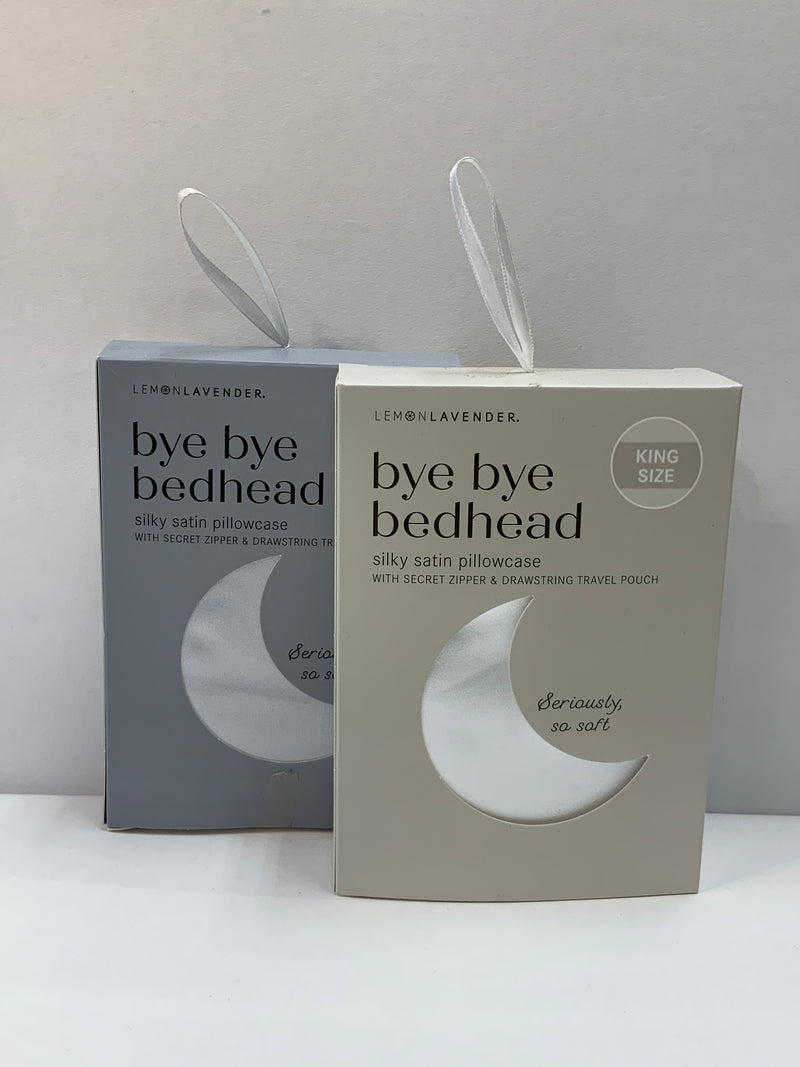 LEMONLAVENDER.
bye bye
bedhead
silky satin pillowcase
WITH SECRET ZIPPER & DRAWSTRING
LEMONLAVENDER.
KING
SIZE
bye bye
bedhead
silky satin pillowcase
WITH SECRET ZIPPER & DRAWSTRING TRAVEL POUCH
Seriously,
so soft